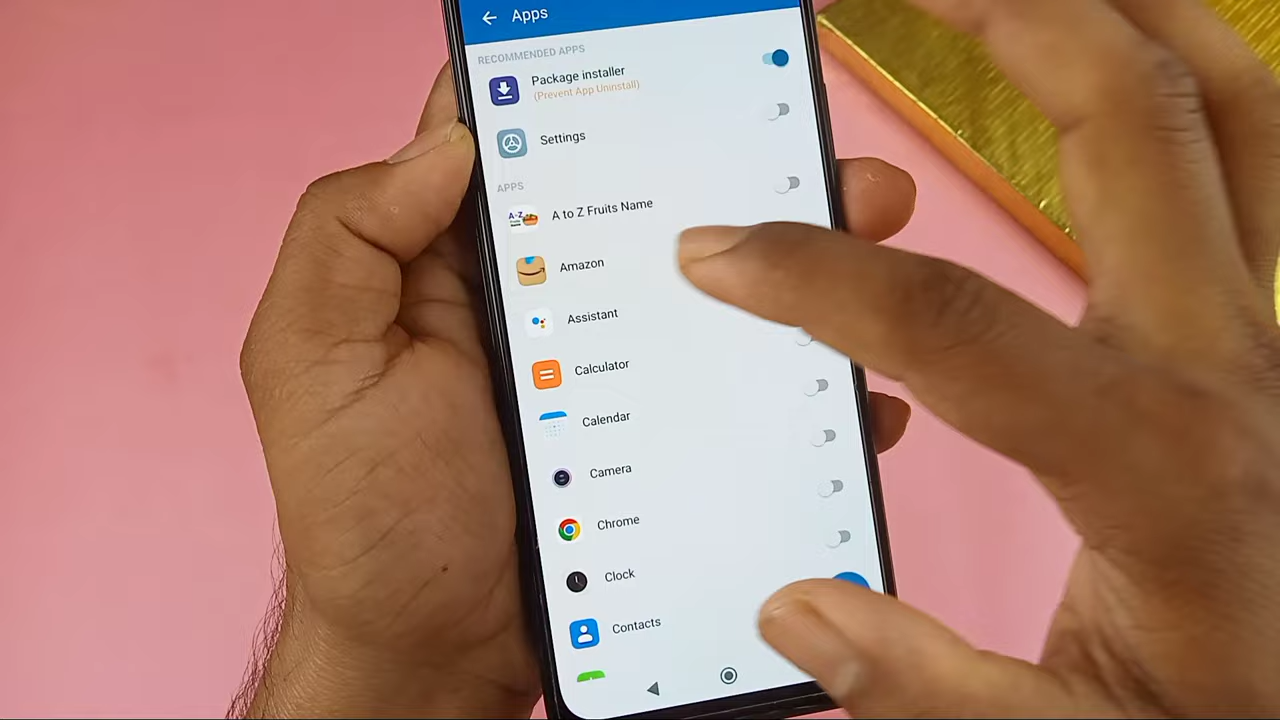 Apps
RECOMMENDED APPS
Package installer
(Prevent App Uninstall)
Settings
APPS
A to Z Fruits Name
Amazon
Assistant
Calculator
Calendar
Camera
Chrome
Clock
Contacts